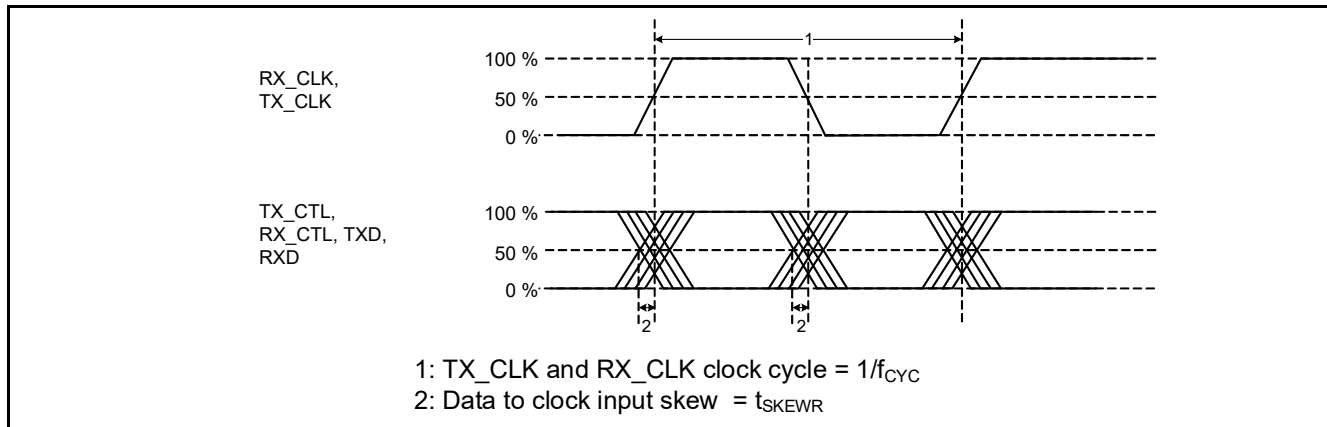 1
100 %
RX_CLK,
TX_CLK
50 %
0 %
TX_CTL,
RX_CTL, TXD,
RXD
100 %
50 %
0 %
2
2
1: TX_CLK and RX_CLK clock cycle = 1/fCYC
2: Data to clock input skew = tSKEWR